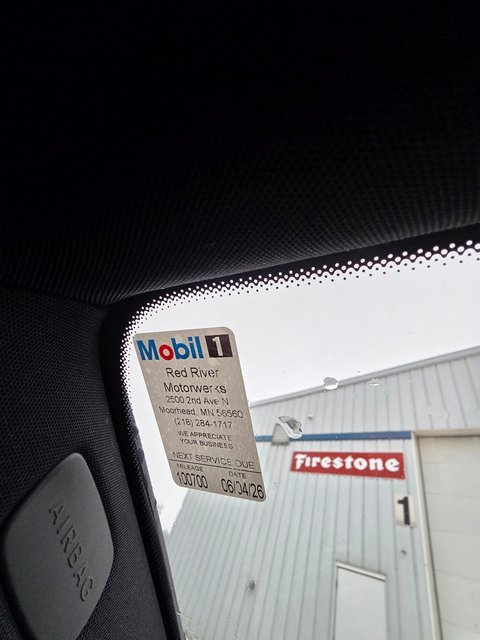 Mobil 1
Red River
Motorwerks
2500 2nd Ave N
Moorhead, MN 56560
(218) 284-1717
WE APPRECIATE
YOUR BUSINESS
NEXT SERVICE DUE
MILEAGE DATE
100700 06/04/26
Firestone
1
AIRBAG